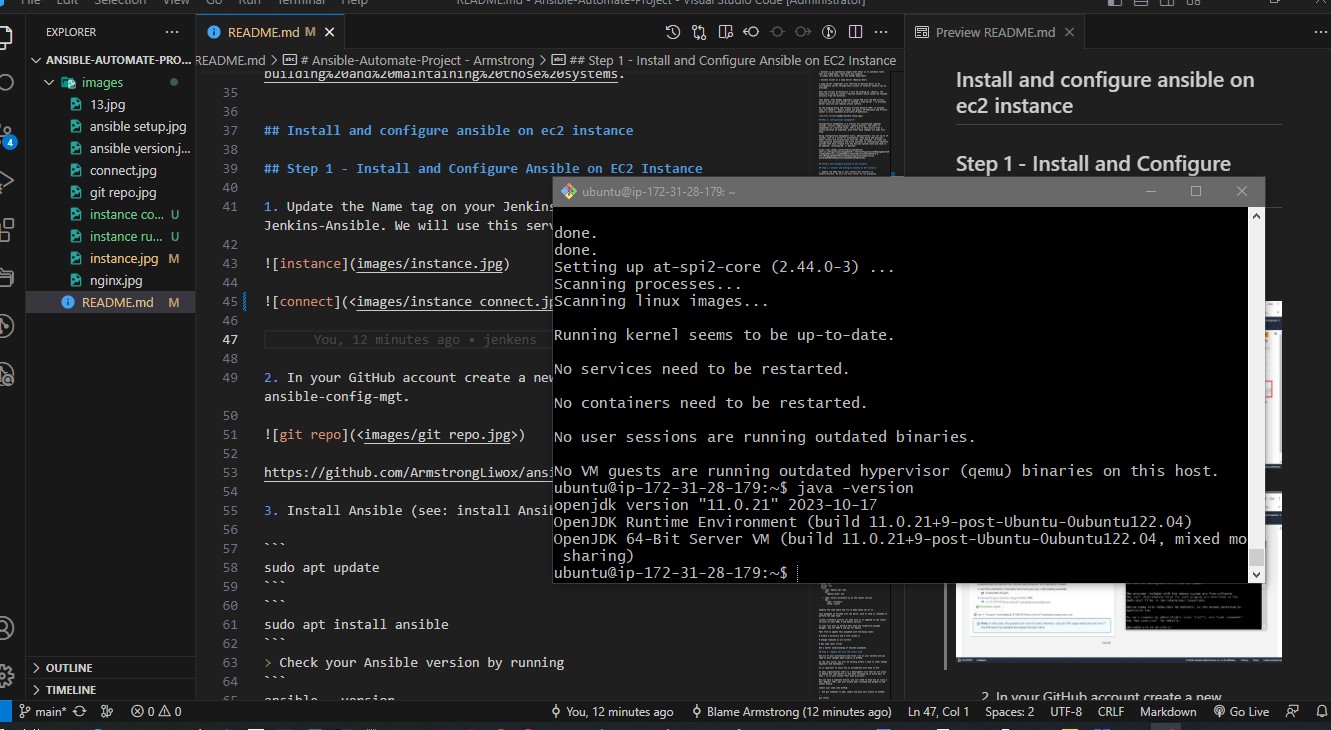 File Edit Selection View Go Run Terminal Help README.md - Ansible-Automate-Project - Visual Studio Code [Administrator]
EXPLORER
ANSIBLE-AUTOMATE-PRO...
images
13.jpg
ansible setup.jpg
ansible version.j...
connect.jpg
git repo.jpg
instance co... U
instance ru... U
instance.jpg M
nginx.jpg
README.md M
4
OUTLINE
TIMELINE
README.md M
README.md > # Ansible-Automate-Project - Armstrong > ## Step 1 - Install and Configure Ansible on EC2 Instance
building%20and%20maintaining%20those%20systems.
35
36
37 ## Install and configure ansible on ec2 instance
38
39 ## Step 1 - Install and Configure Ansible on EC2 Instance
40
41 1. Update the Name tag on your Jenkins
Jenkins-Ansible. We will use this serv
42
43 ![instance](images/instance.jpg)
44
45 ![connect](<images/instance connect.jp
46
47 You, 12 minutes ago • jenkens
48
49 2. In your GitHub account create a new
ansible-config-mgt.
50
51 ![git repo](<images/git repo.jpg>)
52
53 https://github.com/ArmstrongLiwox/ansi
54
55 3. Install Ansible (see: install Ansib
56
57 ```
58 sudo apt update
59 ```
60 ```
61 sudo apt install ansible
62 ```
63 > Check your Ansible version by running
64 ```
65 ansible --version
Preview README.md
Install and configure ansible on
ec2 instance
Step 1 - Install and Configure
2. In your GitHub account create a new
ubuntu@ip-172-31-28-179: ~
done.
done.
Setting up at-spi2-core (2.44.0-3) ...
Scanning processes...
Scanning linux images...
Running kernel seems to be up-to-date.
No services need to be restarted.
No containers need to be restarted.
No user sessions are running outdated binaries.
No VM guests are running outdated hypervisor (qemu) binaries on this host.
ubuntu@ip-172-31-28-179:~$ java -version
openjdk version "11.0.21" 2023-10-17
OpenJDK Runtime Environment (build 11.0.21+9-post-Ubuntu-0ubuntu122.04)
OpenJDK 64-Bit Server VM (build 11.0.21+9-post-Ubuntu-0ubuntu122.04, mixed mo
sharing)
ubuntu@ip-172-31-28-179:~$
main* 0 0 You, 12 minutes ago Blame Armstrong (12 minutes ago) Ln 47, Col 1 Spaces: 2 UTF-8 CRLF Markdown Go Live